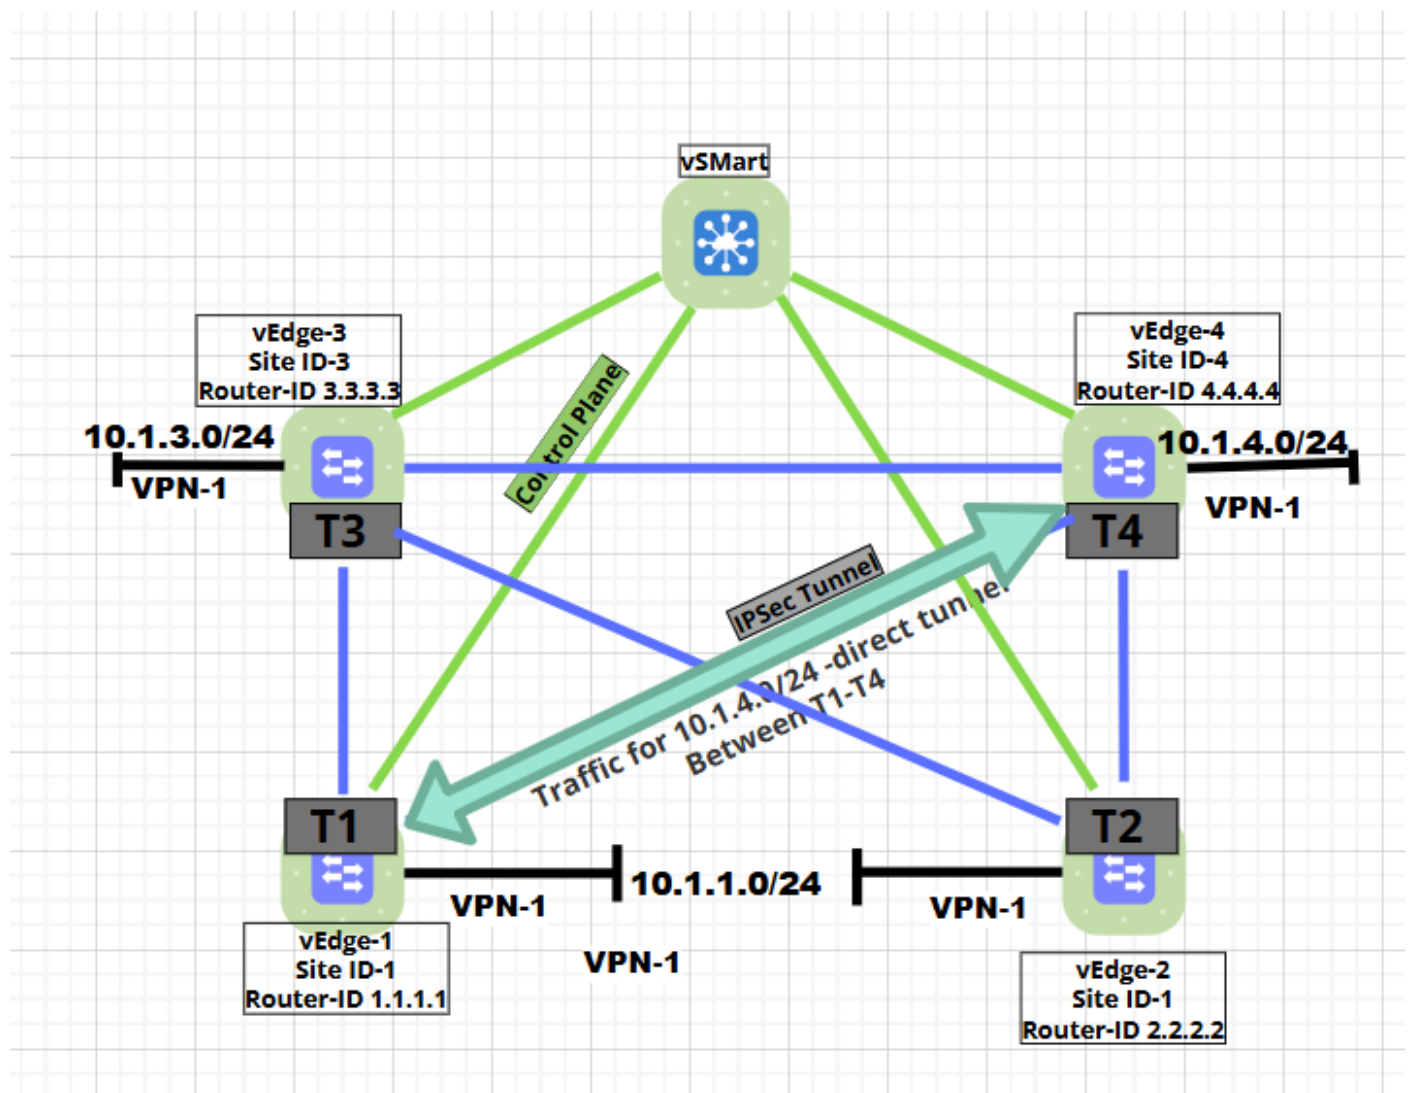 vSMart
vEdge-3
Site ID-3
Router-ID 3.3.3.3
vEdge-4
Site ID-4
Router-ID 4.4.4.4
10.1.3.0/24
VPN-1
Control Plane
10.1.4.0/24
VPN-1
T3
T4
IPSec Tunnel
Traffic for 10.1.4.0/24 -direct tunnel
Between T1-T4
T1
T2
VPN-1
10.1.1.0/24
VPN-1
VPN-1
vEdge-1
Site ID-1
Router-ID 1.1.1.1
vEdge-2
Site ID-1
Router-ID 2.2.2.2